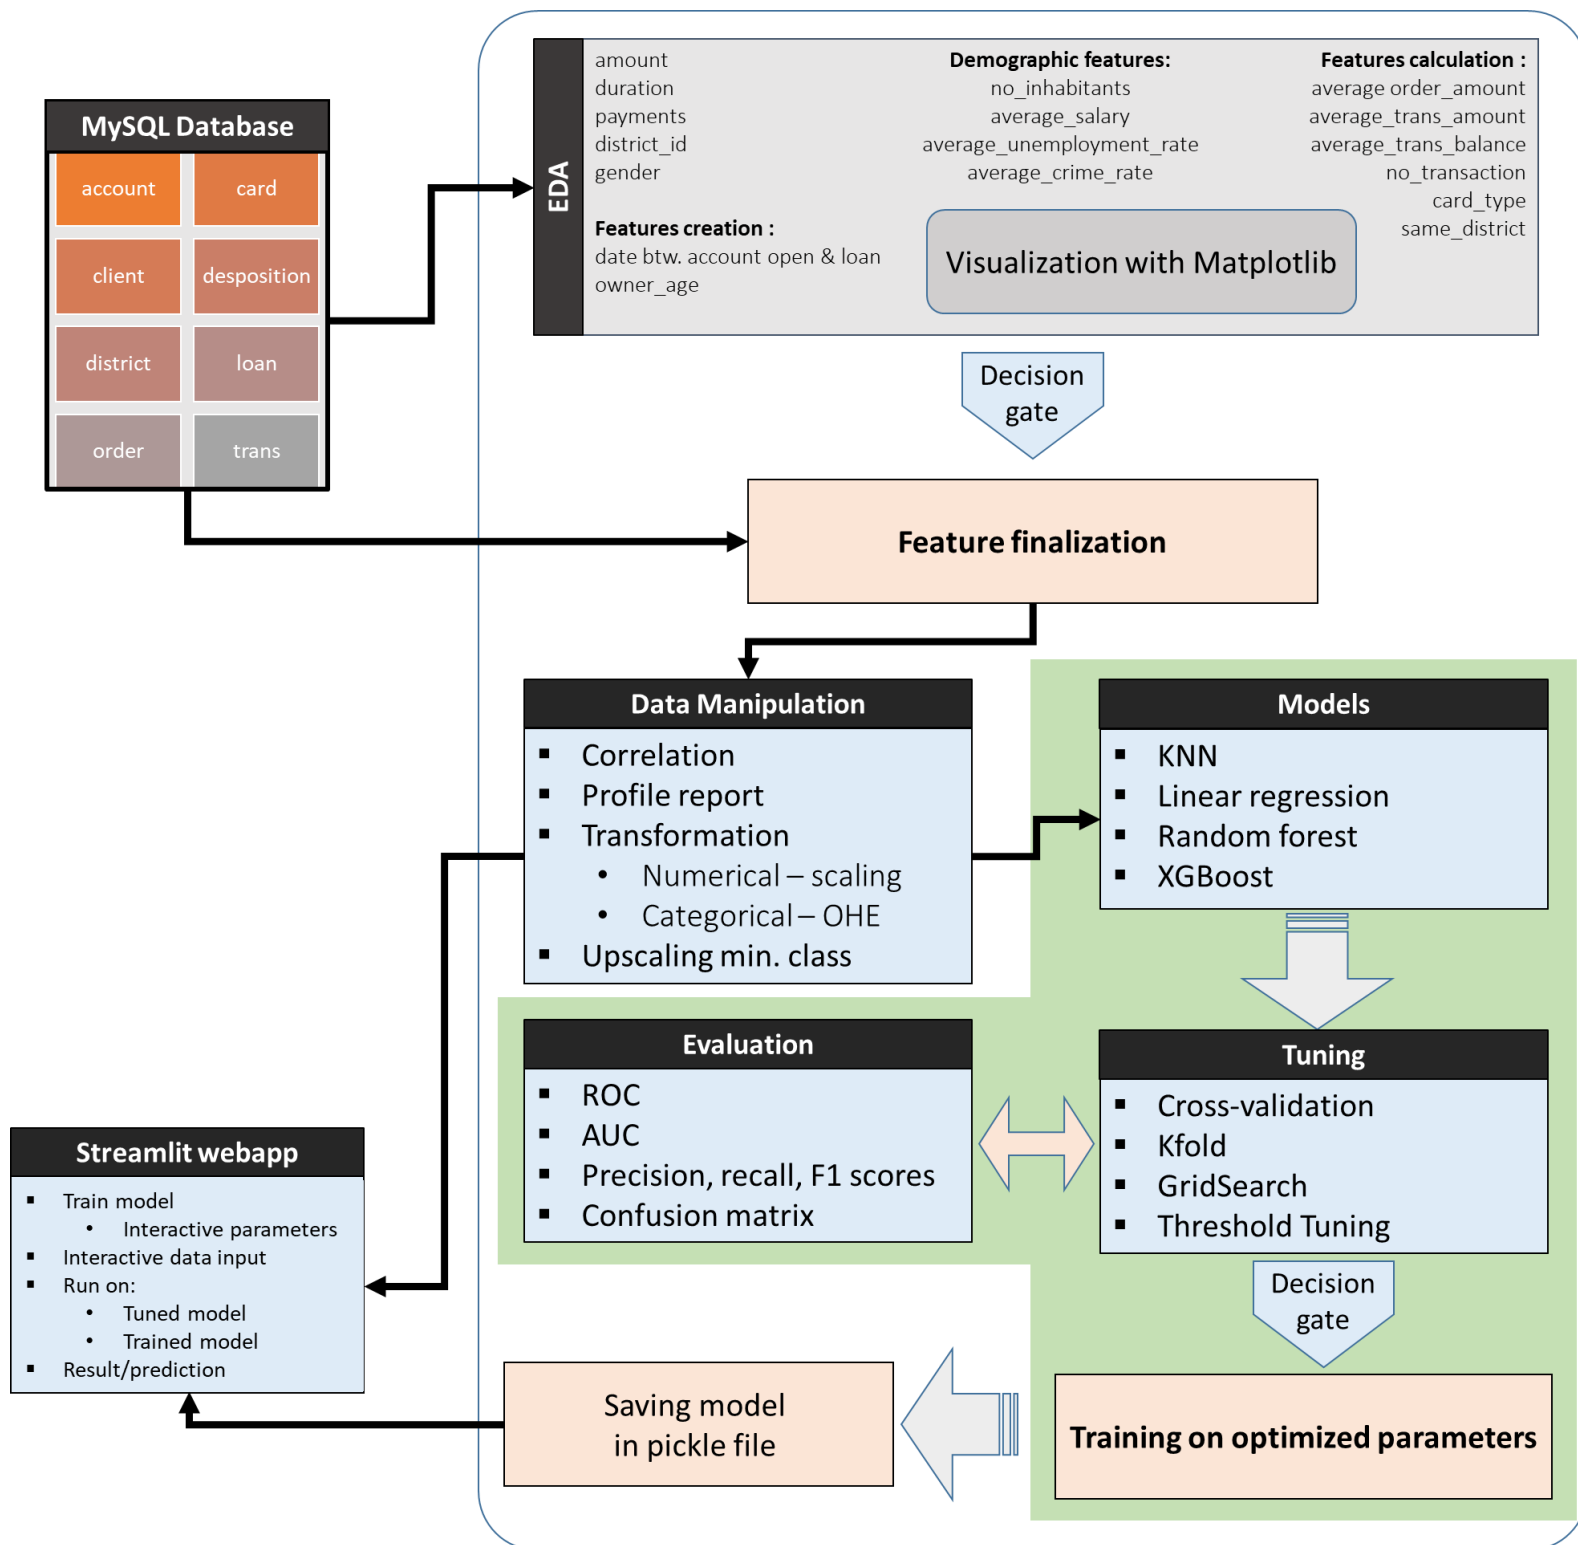 MySQL Database
account
card
client
desposition
district
loan
order
trans
EDA
amount
duration
payments
district_id
gender
Features creation :
date btw. account open & loan
owner_age
Demographic features:
no_inhabitants
average_salary
average_unemployment_rate
average_crime_rate
Visualization with Matplotlib
Features calculation :
average order_amount
average_trans_amount
average_trans_balance
no_transaction
card_type
same_district
Decision
gate
Feature finalization
Data Manipulation
▪ Correlation
▪ Profile report
▪ Transformation
• Numerical – scaling
• Categorical – OHE
▪ Upscaling min. class
Models
▪ KNN
▪ Linear regression
▪ Random forest
▪ XGBoost
Evaluation
▪ ROC
▪ AUC
▪ Precision, recall, F1 scores
▪ Confusion matrix
Tuning
▪ Cross-validation
▪ Kfold
▪ GridSearch
▪ Threshold Tuning
Decision
gate
Training on optimized parameters
Saving model
in pickle file
Streamlit webapp
▪ Train model
• Interactive parameters
▪ Interactive data input
▪ Run on:
• Tuned model
• Trained model
▪ Result/prediction